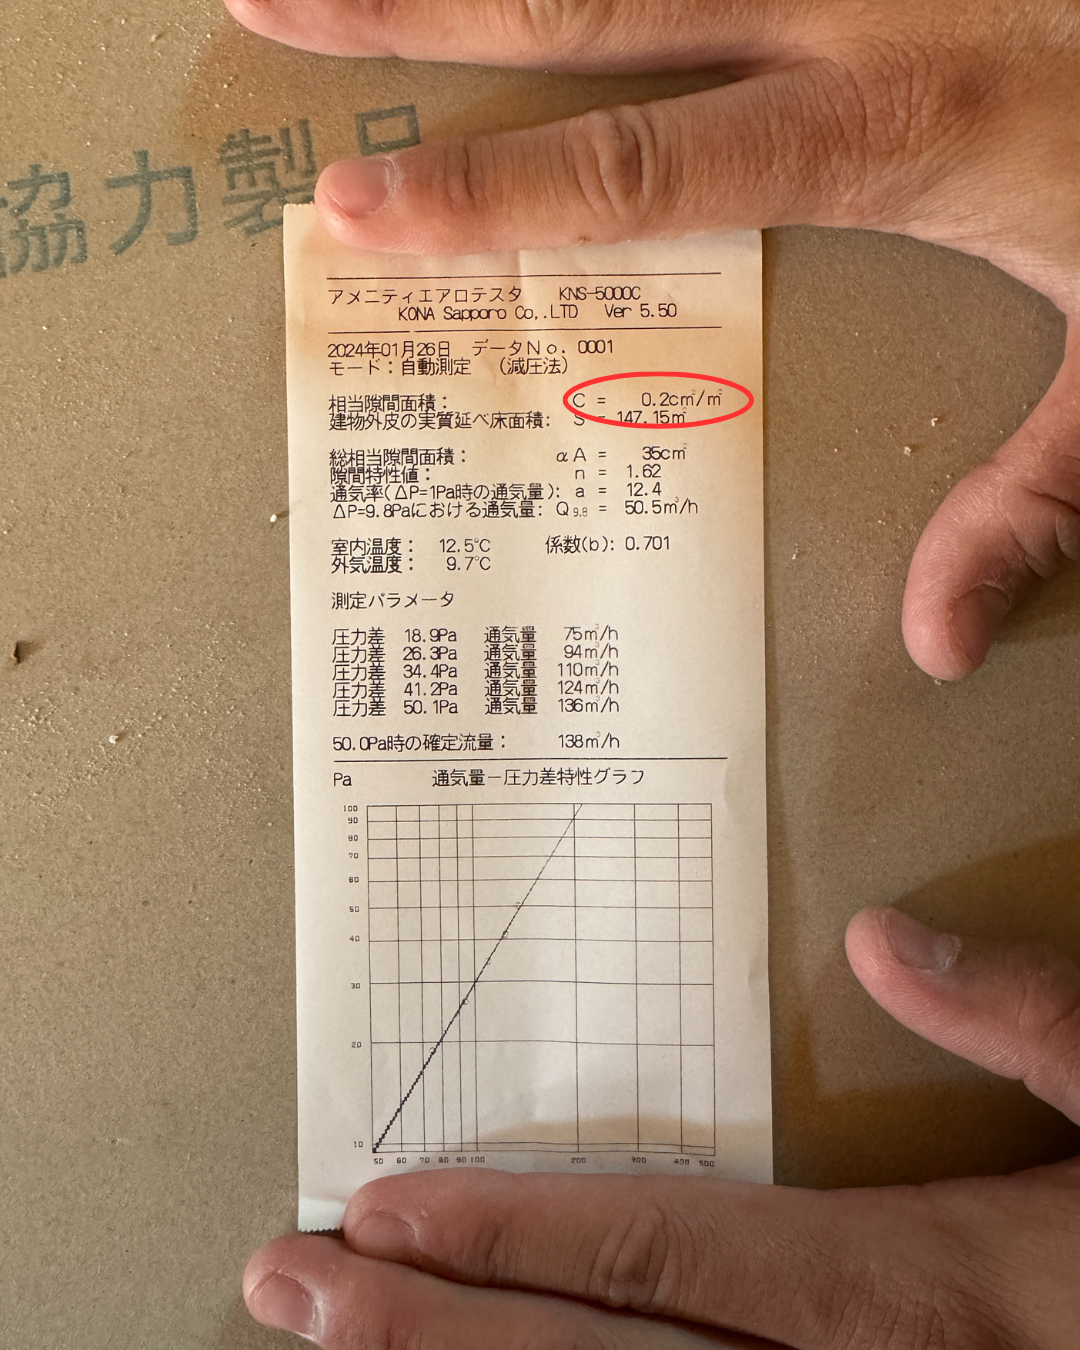 協力製品
アメニティエアロテスタ KNS-5000C
KONA Sapporo Co,.LTD Ver 5.50
2024年01月26日 データNo. 0001
モード:自動測定 (減圧法)
相当隙間面積: C = 0.2cm²/m²
建物外皮の実質延べ床面積: S = 147.15m²
総相当隙間面積: αA = 35cm²
隙間特性値: n = 1.62
通気率(ΔP=1Pa時の通気量): a = 12.4
ΔP=9.8Paにおける通気量: Q9.8 = 50.5m³/h
室内温度: 12.5℃ 係数(b): 0.701
外気温度: 9.7℃
測定パラメータ
圧力差 18.9Pa 通気量 75m³/h
圧力差 26.3Pa 通気量 94m³/h
圧力差 34.4Pa 通気量 110m³/h
圧力差 41.2Pa 通気量 124m³/h
圧力差 50.1Pa 通気量 136m³/h
50.0Pa時の確定流量: 138m³/h
Pa 通気量-圧力差特性グラフ
100
90
80
70
60
50
40
30
20
10
50 60 70 80 90 100 200 300 400 500